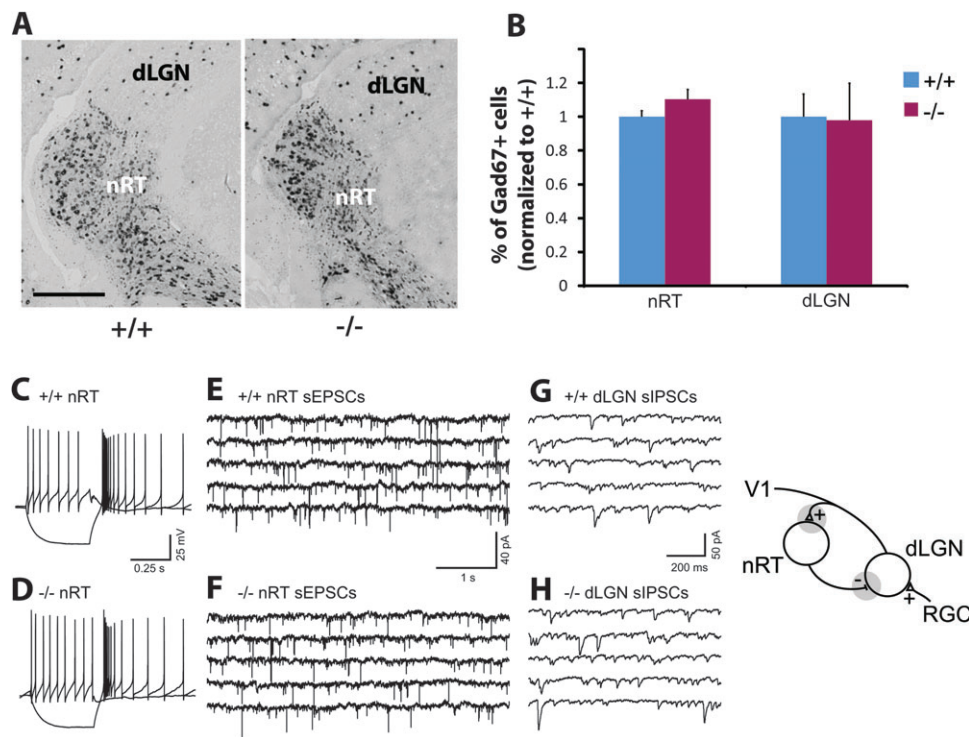 A
dLGN
nRT
+/+
dLGN
nRT
-/-
B
% of Gad67+ cells
(normalized to +/+)
1.2
1
0.8
0.6
0.4
0.2
0
nRT
dLGN
+/+
-/-
C +/+ nRT
25 mV
0.25 s
D -/- nRT
E +/+ nRT sEPSCs
40 pA
1 s
F -/- nRT sEPSCs
G +/+ dLGN sIPSCs
50 pA
200 ms
H -/- dLGN sIPSCs
V1
+
nRT
dLGN
-
+
RGC